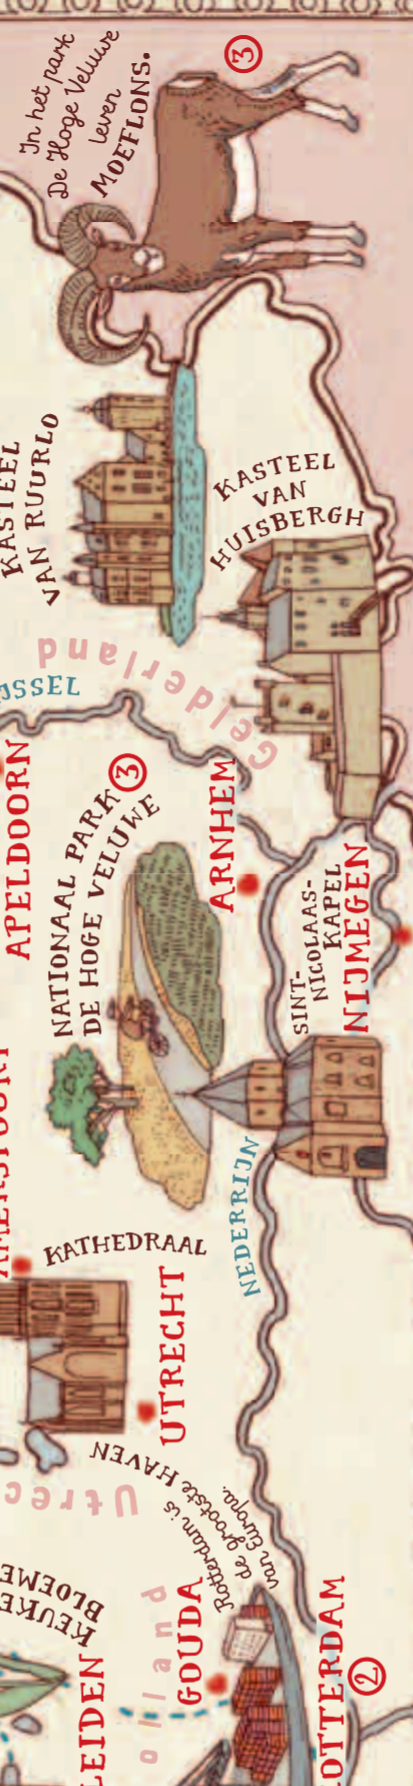 In het park
De Hoge Veluwe
leven
MOEFLONS.
3
KASTEEL
VAN RUURLO
KASTEEL
VAN
HUISBERGH
Gelderland
APELDOORN
NATIONAAL PARK
DE HOGE VELUWE
3
ARNHEM
SINT-
NICOLAAS-
KAPEL
NIJMEGEN
NEDERRIJN
KATHEDRAAL
UTRECHT
HAVEN
Rotterdam is
de grootste
van Europa.
GOUDA
LEIDEN
2